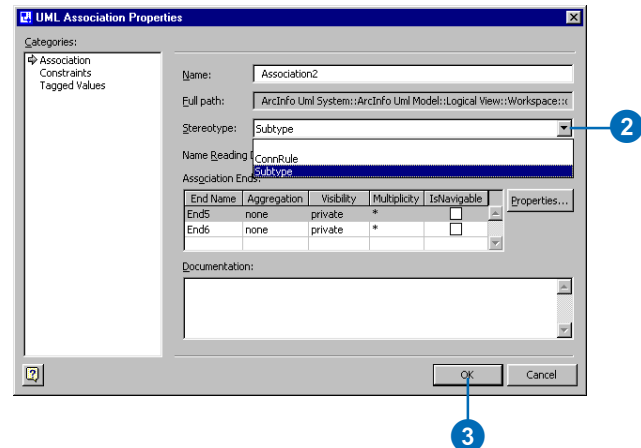 UML Association Properties
Categories:
Association
Constraints
Tagged Values
Name: Association2
Full path: ArcInfo Uml System::ArcInfo Uml Model::Logical View::Workspace::
Stereotype: Subtype
2
Name Reading
ConnRule
Subtype
Association Ends:
End Name Aggregation Visibility Multiplicity IsNavigable Properties...
End5 none private *
End6 none private *
Documentation:
OK Cancel
3